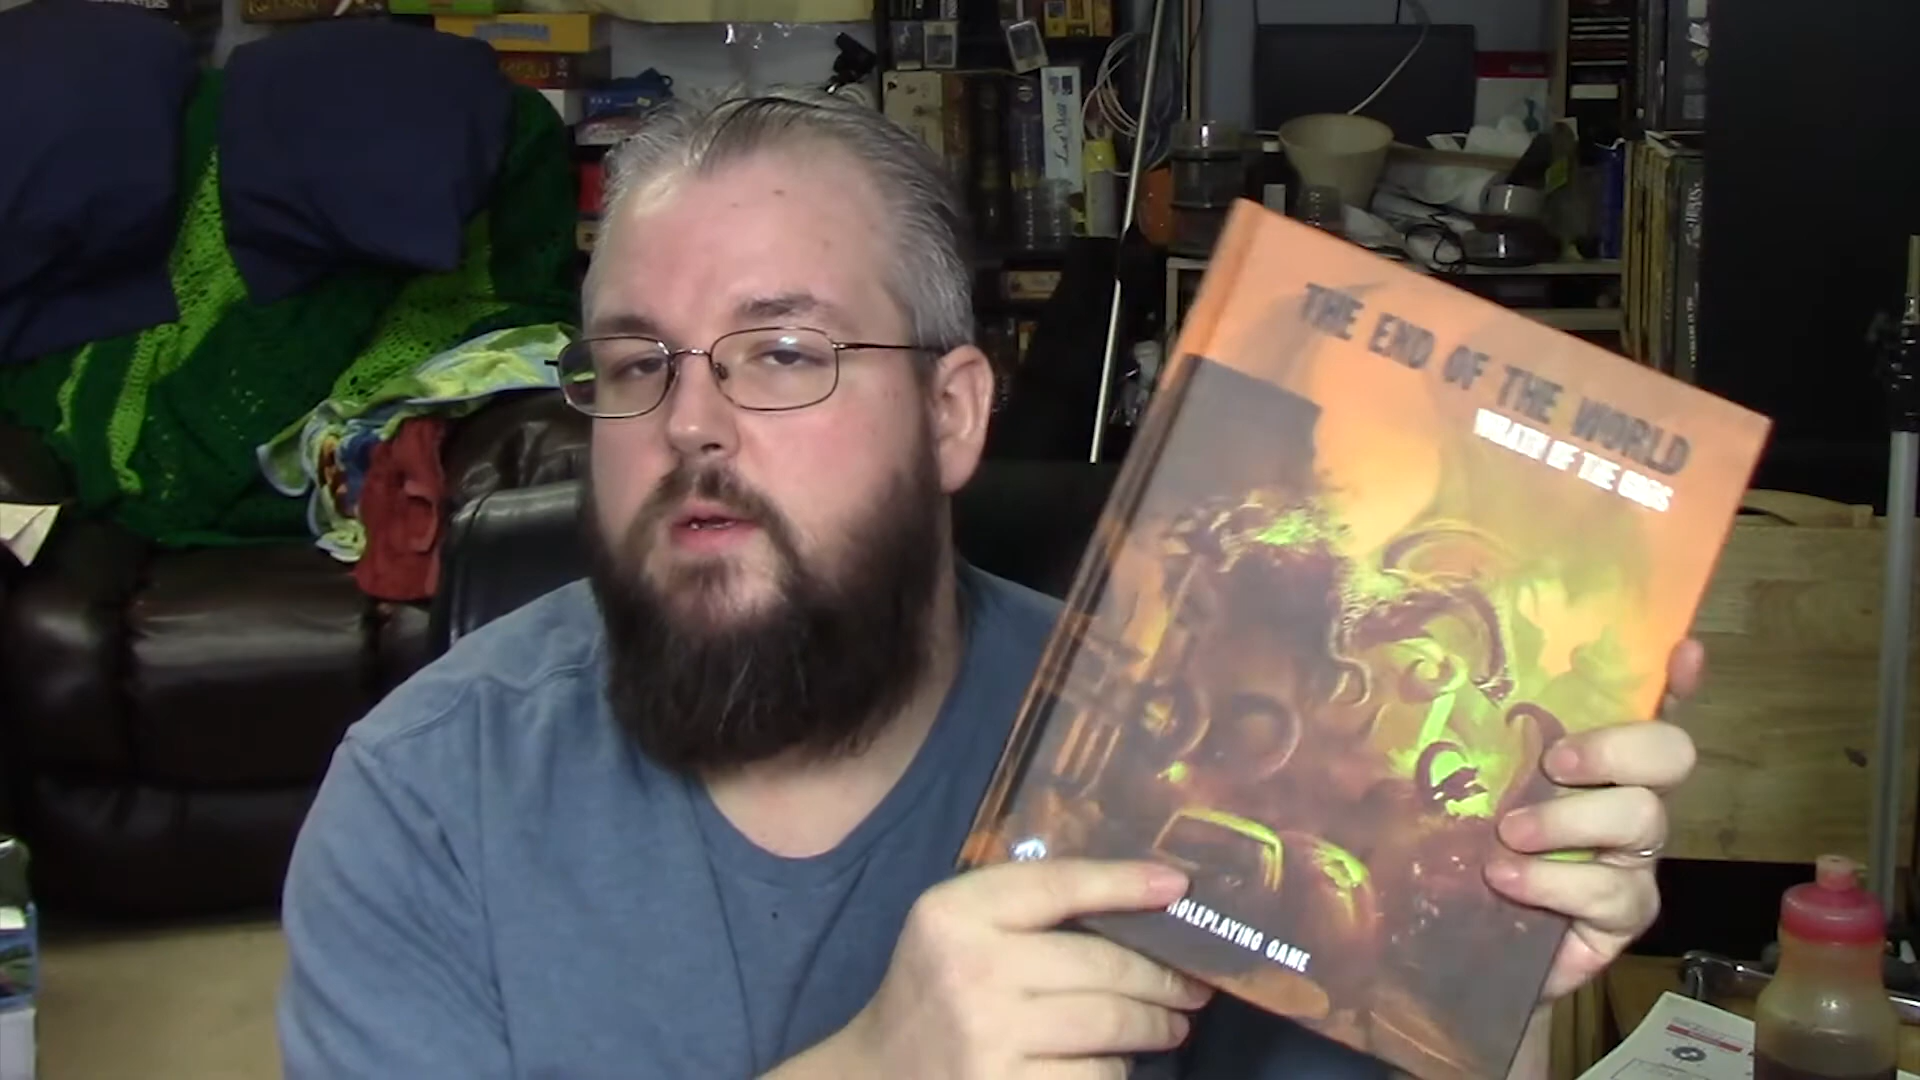 THE END OF THE WORLD
WRATH OF THE GODS
ROLEPLAYING GAME